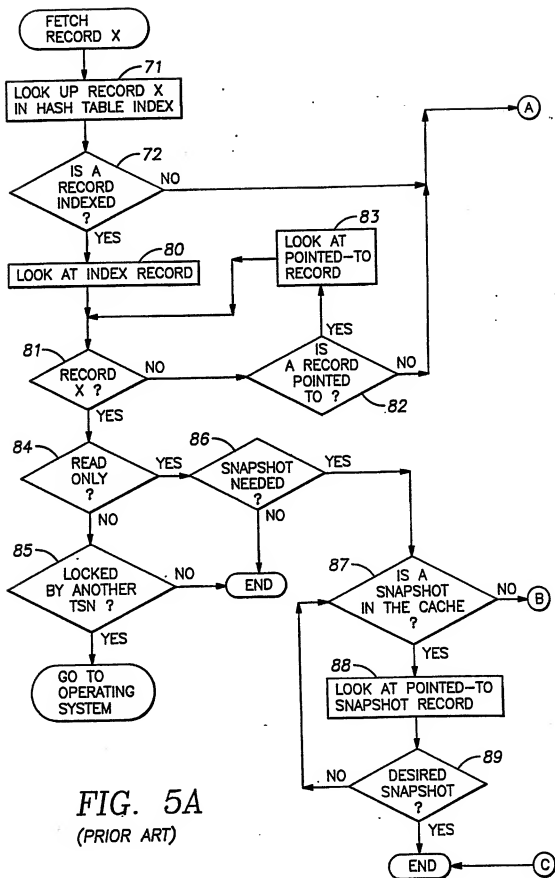 FETCH
RECORD X
71
LOOK UP RECORD X
IN HASH TABLE INDEX
A
72
IS A
RECORD
INDEXED
?
NO
YES
83
LOOK AT
POINTED-TO
RECORD
80
LOOK AT INDEX RECORD
YES
81
RECORD
X ?
NO
IS
A RECORD
POINTED
TO ?
NO
82
YES
84
READ
ONLY
?
YES
86
SNAPSHOT
NEEDED
?
YES
NO
NO
85
LOCKED
BY ANOTHER
TSN ?
NO
END
87
IS A
SNAPSHOT
IN THE CACHE
?
NO
B
YES
YES
GO TO
OPERATING
SYSTEM
88
LOOK AT POINTED-TO
SNAPSHOT RECORD
89
NO
DESIRED
SNAPSHOT
?
YES
FIG. 5A
(PRIOR ART)
END
C